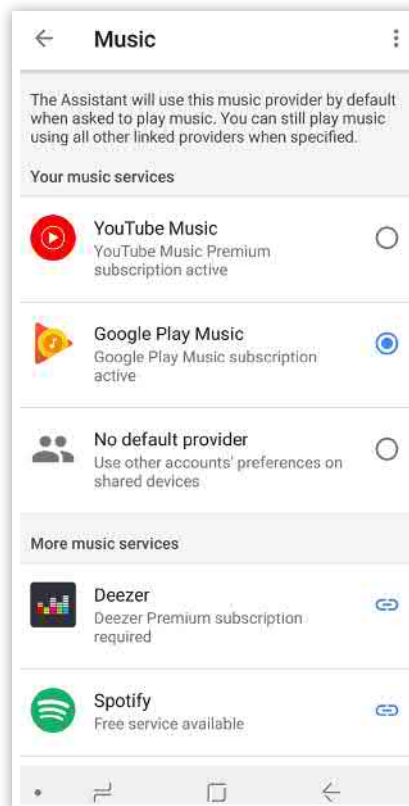 Music
The Assistant will use this music provider by default
when asked to play music. You can still play music
using all other linked providers when specified.
Your music services
YouTube Music
YouTube Music Premium
subscription active
Google Play Music
Google Play Music subscription
active
No default provider
Use other accounts' preferences on
shared devices
More music services
Deezer
Deezer Premium subscription
required
Spotify
Free service available